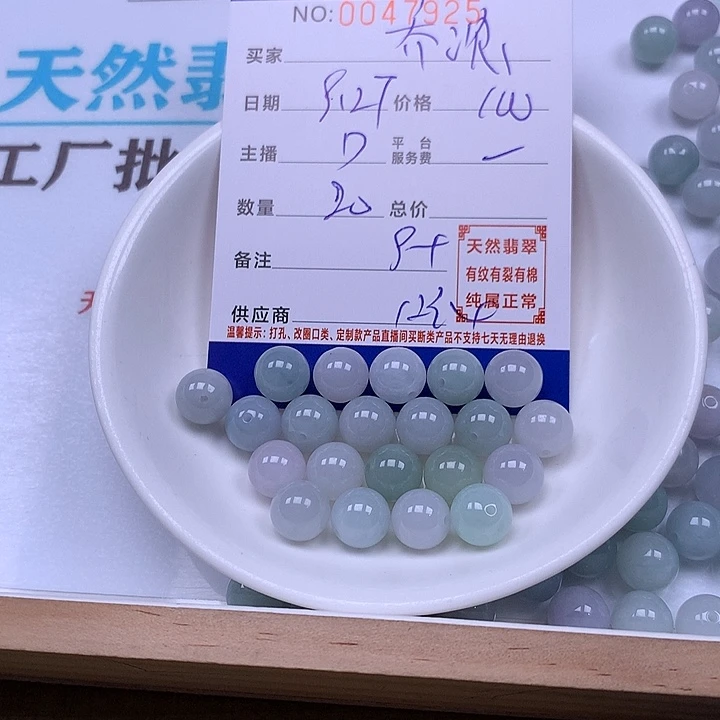 NO: 0047925
买家
天然翡
日期 价格 100
工厂批
主播 7 平台服务费 一
数量 20 总价
备注
天然翡翠
有纹有裂有棉
纯属正常
供应商
温馨提示：打孔、改圈口类、定制款产品直播间买断类产品不支持七天无理由退换